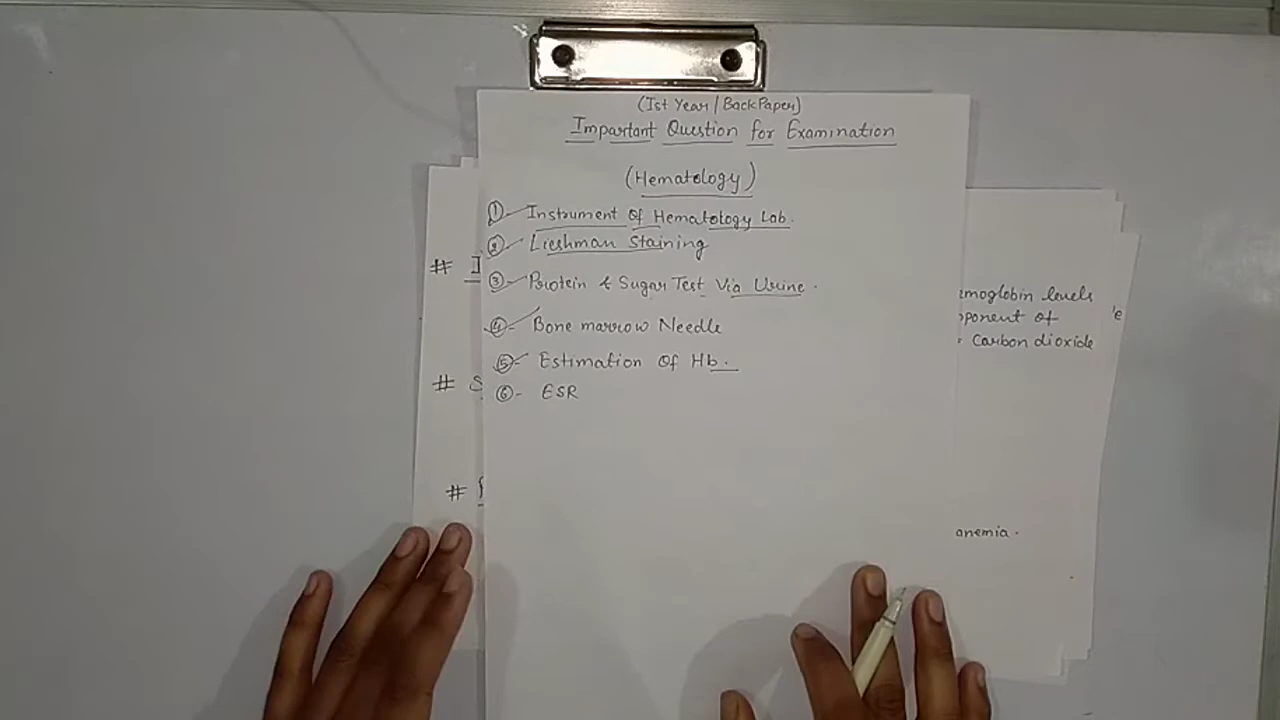 (Ist Year / Back Paper)
Important Question for Examination
(Hematology)
① Instrument Of Hematology Lab.
② Lieshman Staining
③ Protein & Sugar Test Via Urine.
④- Bone marrow Needle
⑤- Estimation Of Hb.
⑥- ESR
#
#
#
emoglobin levels
ponent of
carbon dioxide
anemia.